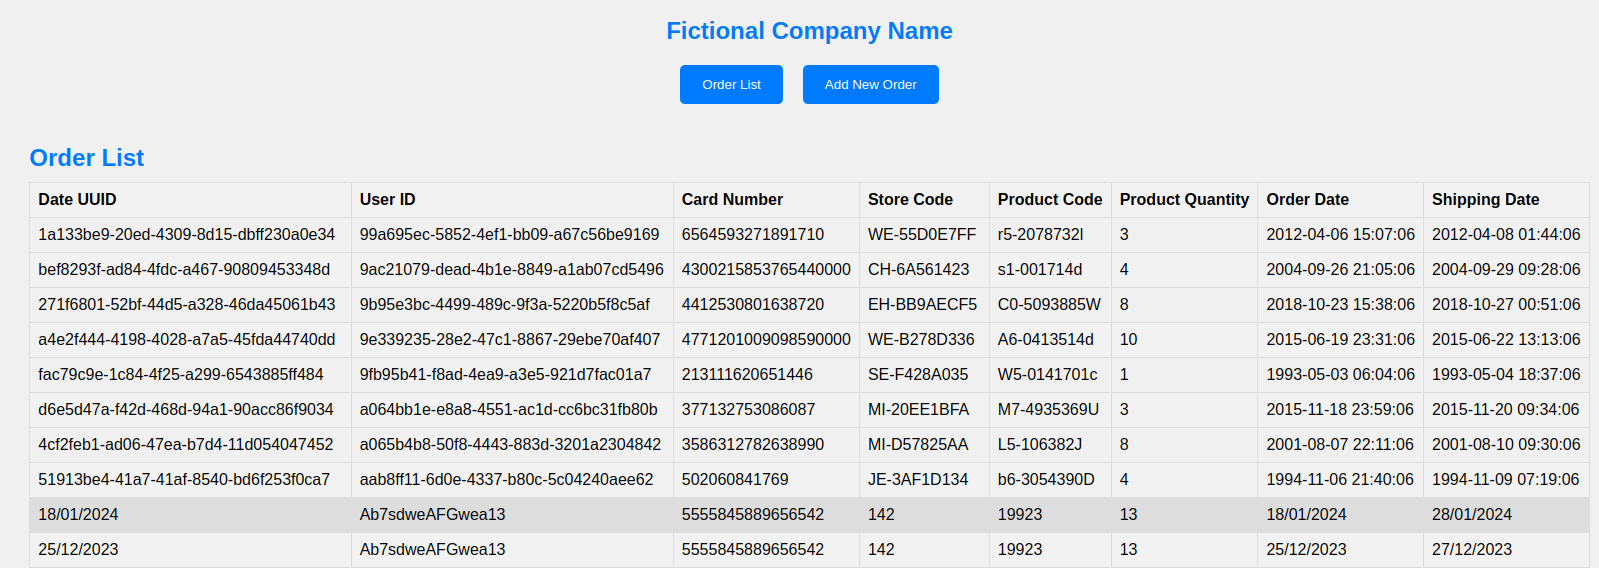 Fictional Company Name
Order List Add New Order
Order List
Date UUID User ID Card Number Store Code Product Code Product Quantity Order Date Shipping Date
1a133be9-20ed-4309-8d15-dbff230a0e34 99a695ec-5852-4ef1-bb09-a67c56be9169 6564593271891710 WE-55D0E7FF r5-2078732l 3 2012-04-06 15:07:06 2012-04-08 01:44:06
bef8293f-ad84-4fdc-a467-90809453348d 9ac21079-dead-4b1e-8849-a1ab07cd5496 4300215853765440000 CH-6A561423 s1-001714d 4 2004-09-26 21:05:06 2004-09-29 09:28:06
271f6801-52bf-44d5-a328-46da45061b43 9b95e3bc-4499-489c-9f3a-5220b5f8c5af 4412530801638720 EH-BB9AECF5 C0-5093885W 8 2018-10-23 15:38:06 2018-10-27 00:51:06
a4e2f444-4198-4028-a7a5-45fda44740dd 9e339235-28e2-47c1-8867-29ebe70af407 4771201009098590000 WE-B278D336 A6-0413514d 10 2015-06-19 23:31:06 2015-06-22 13:13:06
fac79c9e-1c84-4f25-a299-6543885ff484 9fb95b41-f8ad-4ea9-a3e5-921d7fac01a7 213111620651446 SE-F428A035 W5-0141701c 1 1993-05-03 06:04:06 1993-05-04 18:37:06
d6e5d47a-f42d-468d-94a1-90acc86f9034 a064bb1e-e8a8-4551-ac1d-cc6bc31fb80b 377132753086087 MI-20EE1BFA M7-4935369U 3 2015-11-18 23:59:06 2015-11-20 09:34:06
4cf2feb1-ad06-47ea-b7d4-11d054047452 a065b4b8-50f8-4443-883d-3201a2304842 3586312782638990 MI-D57825AA L5-106382J 8 2001-08-07 22:11:06 2001-08-10 09:30:06
51913be4-41a7-41af-8540-bd6f253f0ca7 aab8ff11-6d0e-4337-b80c-5c04240aee62 502060841769 JE-3AF1D134 b6-3054390D 4 1994-11-06 21:40:06 1994-11-09 07:19:06
18/01/2024 Ab7sdweAFGwea13 5555845889656542 142 19923 13 18/01/2024 28/01/2024
25/12/2023 Ab7sdweAFGwea13 5555845889656542 142 19923 13 25/12/2023 27/12/2023